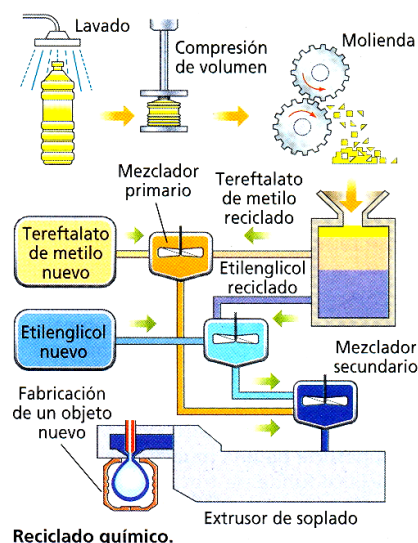 Lavado
Compresión
de volumen
Molienda
Mezclador
primario
Tereftalato
de metilo
reciclado
Tereftalato
de metilo
nuevo
Etilenglicol
reciclado
Etilenglicol
nuevo
Mezclador
secundario
Fabricación
de un objeto
nuevo
Extrusor de soplado
Reciclado químico.